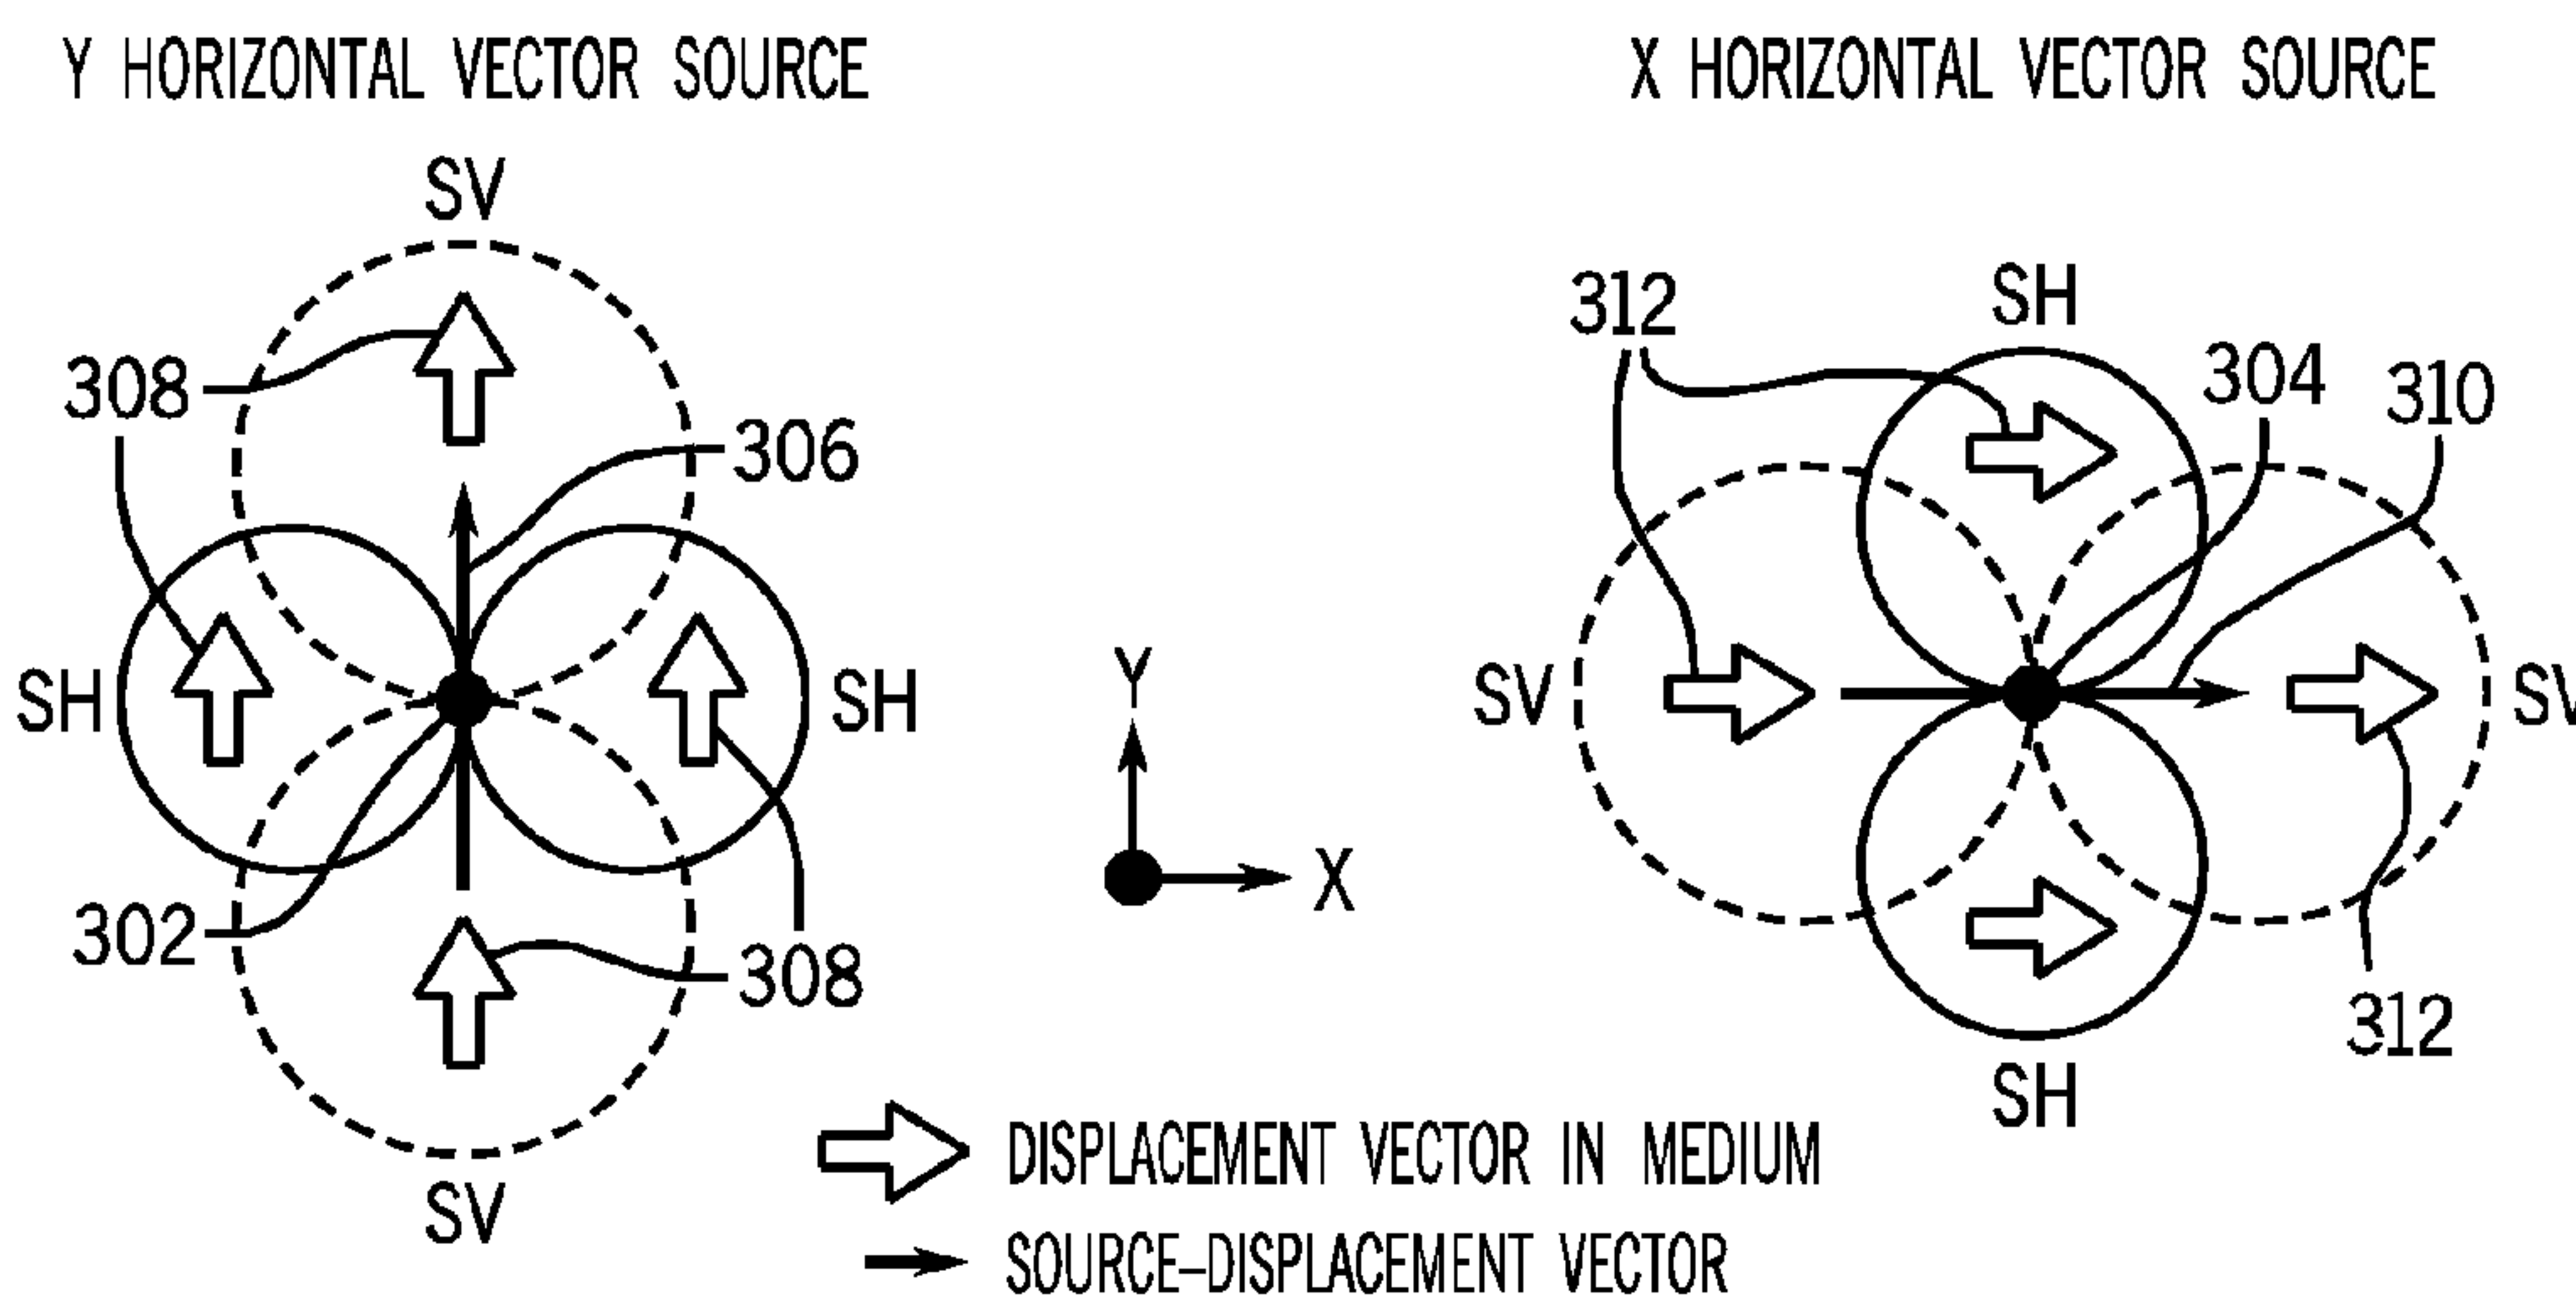 Y HORIZONTAL VECTOR SOURCE
X HORIZONTAL VECTOR SOURCE
SV
308
306
SH
SH
302
308
SV
Y
X
312
SH
304
310
SV
SV
312
SH
DISPLACEMENT VECTOR IN MEDIUM
SOURCE–DISPLACEMENT VECTOR